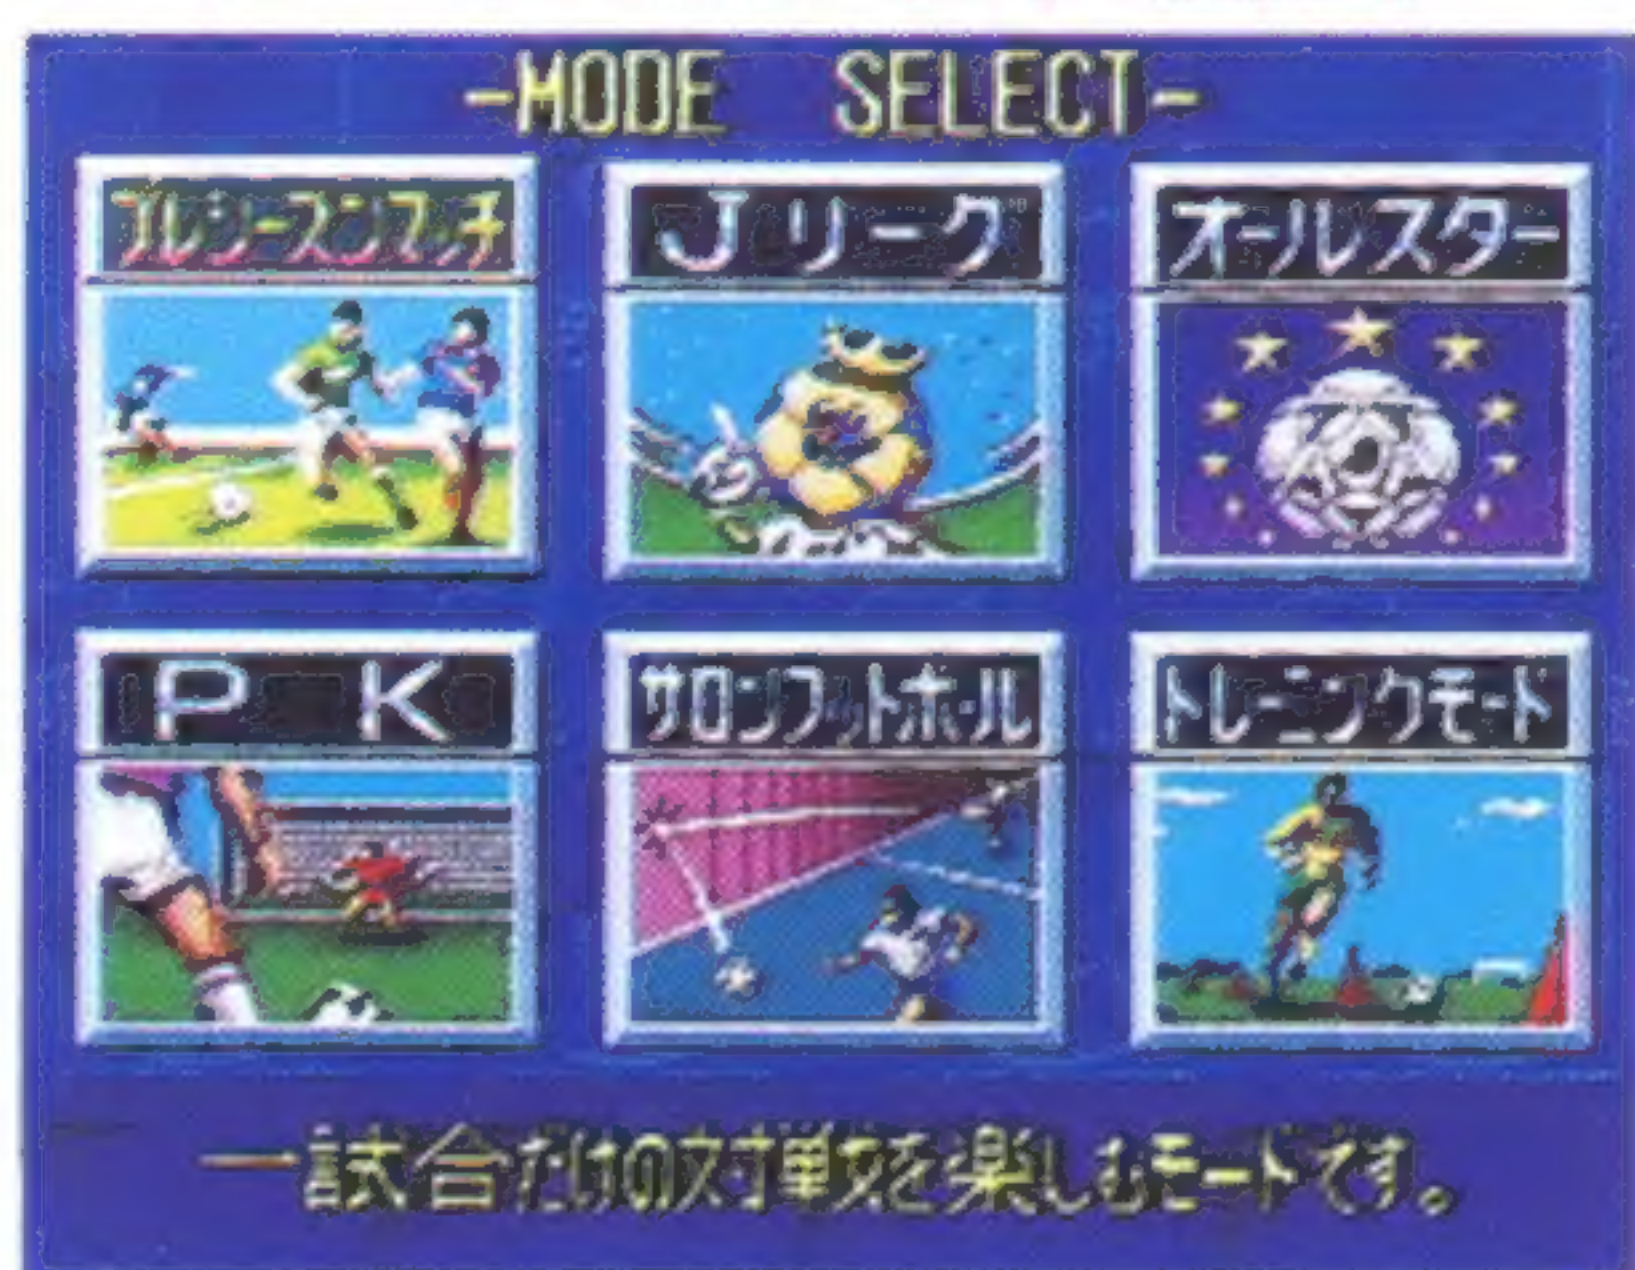 -MODE SELECT-
プレシーズンマッチ
Jリーグ
オールスター
PK
サロンフットボール
トレーニングモード
一試合だけの対戦を楽しむモードです。